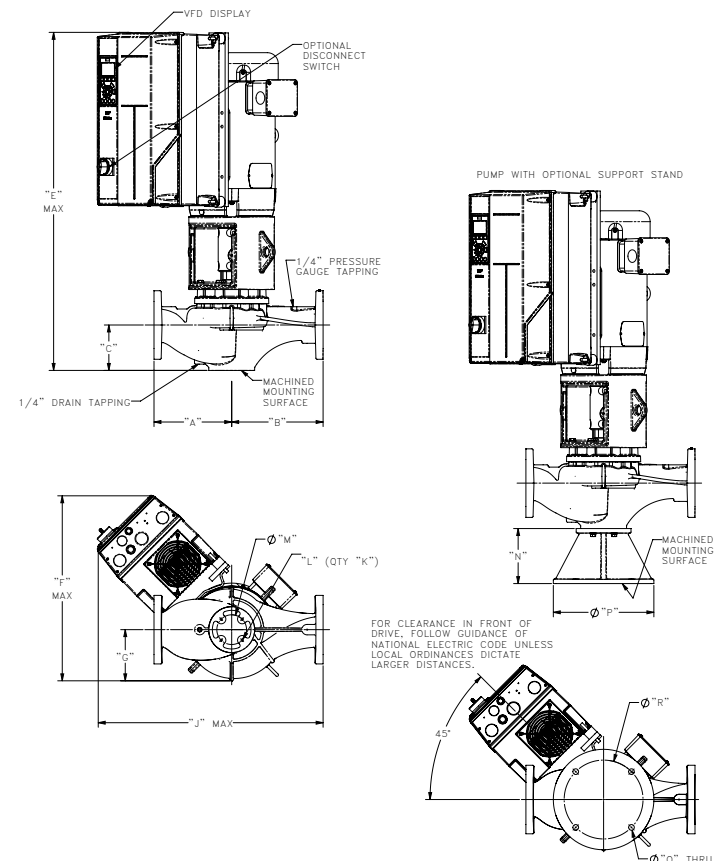 VFD DISPLAY
OPTIONAL
DISCONNECT
SWITCH
"E"
MAX
1/4" PRESSURE
GAUGE TAPPING
"C"
MACHINED
MOUNTING
SURFACE
1/4" DRAIN TAPPING
"A"
"B"
PUMP WITH OPTIONAL SUPPORT STAND
"N"
MACHINED
MOUNTING
SURFACE
Ø "P"
"F"
MAX
Ø "M"
"L" (QTY "K")
"G"
"J" MAX
FOR CLEARANCE IN FRONT OF
DRIVE, FOLLOW GUIDANCE OF
NATIONAL ELECTRIC CODE UNLESS
LOCAL ORDINANCES DICTATE
LARGER DISTANCES.
45°
Ø "R"